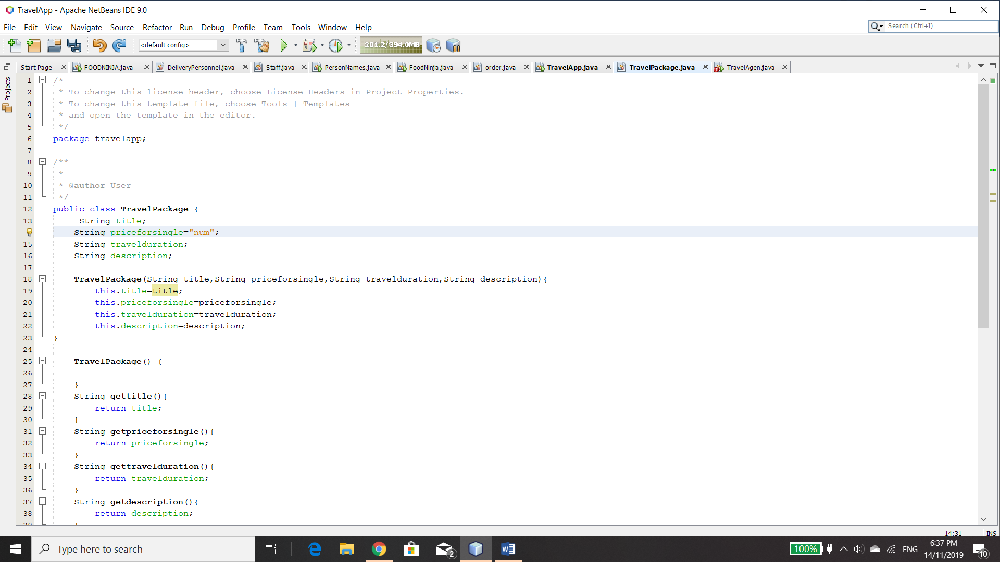 TravelApp - Apache NetBeans IDE 9.0
File Edit View Navigate Source Refactor Run Debug Profile Team Tools Window Help
Search (Ctrl+I)
<default config>
201.2/394.0MB
Start Page FOODNINJA.java DeliveryPersonnel.java Staff.java PersonNames.java FoodNinja.java order.java TravelApp.java TravelPackage.java TravelAgen.java
Projects
1 /*
2 * To change this license header, choose License Headers in Project Properties.
3 * To change this template file, choose Tools | Templates
4 * and open the template in the editor.
5 */
6 package travelapp;
7
8 /**
9 *
10 * @author User
11 */
12 public class TravelPackage {
13 String title;
String priceforsingle="num";
15 String travelduration;
16 String description;
17
18 TravelPackage(String title,String priceforsingle,String travelduration,String description){
19 this.title=title;
20 this.priceforsingle=priceforsingle;
21 this.travelduration=travelduration;
22 this.description=description;
23 }
24
25 TravelPackage() {
26
27 }
28 String gettitle(){
29 return title;
30 }
31 String getpriceforsingle(){
32 return priceforsingle;
33 }
34 String gettravelduration(){
35 return travelduration;
36 }
37 String getdescription(){
38 return description;
14:31 INS
Type here to search
2
100%
ENG
6:37 PM
14/11/2019
10